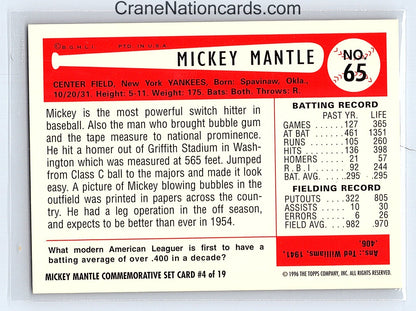 CraneNationcards.com
©BGHLI PTD. IN U.S.A.
MICKEY MANTLE
NO. 65
CENTER FIELD, New York YANKEES, Born: Spavinaw, Okla.,
10/20/31. Height: 5-11. Weight: 175. Bats: Both. Throws: R.
Mickey is the most powerful switch hitter in
baseball. Also the man who brought bubble gum
and the tape measure to national prominence.
He hit a homer out of Griffith Stadium in Wash-
ington which was measured at 565 feet. Jumped
from Class C ball to the majors and made it look
easy. A picture of Mickey blowing bubbles in the
outfield was printed in papers across the coun-
try. He had a leg operation in the off season,
and expects to be better than ever in 1954.
BATTING RECORD
PAST YR. LIFE
GAMES - 127 365
AT BAT - 461 1351
RUNS - 105 260
HITS - 136 398
HOMERS - 21 57
R. B. I. - 92 244
BAT. AVG. - .295 .295
FIELDING RECORD
PUTOUTS - 322 805
ASSISTS - 10 30
ERRORS - 6 26
FIELD AVG. .982 .970
What modern American Leaguer is first to have a
batting average of over .400 in a decade?
Ans.: Ted Williams, 1941,
.406.
MICKEY MANTLE COMMEMORATIVE SET CARD #4 OF 19
© 1996 THE TOPPS COMPANY, INC. ALL RIGHTS RESERVED.